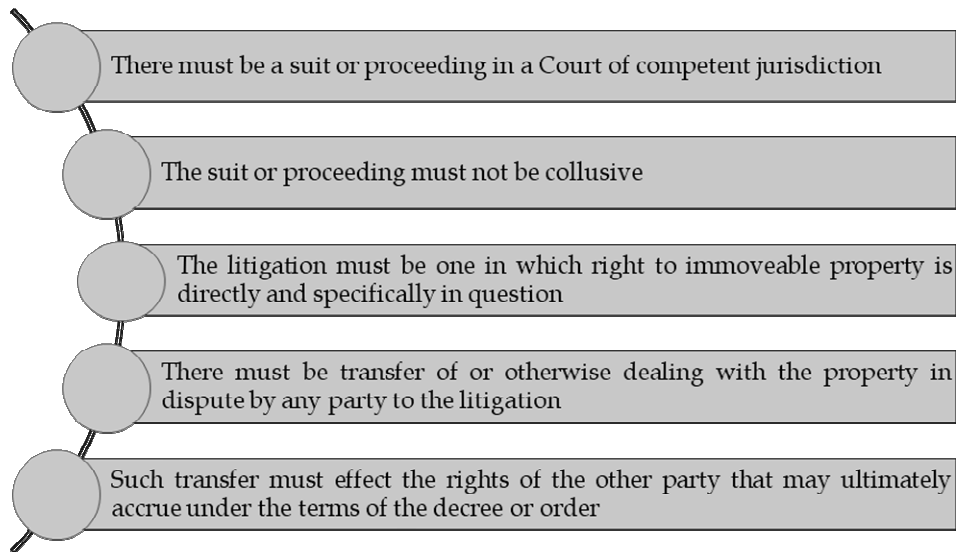 There must be a suit or proceeding in a Court of competent jurisdiction
The suit or proceeding must not be collusive
The litigation must be one in which right to immoveable property is
directly and specifically in question
There must be transfer of or otherwise dealing with the property in
dispute by any party to the litigation
Such transfer must effect the rights of the other party that may ultimately
accrue under the terms of the decree or order